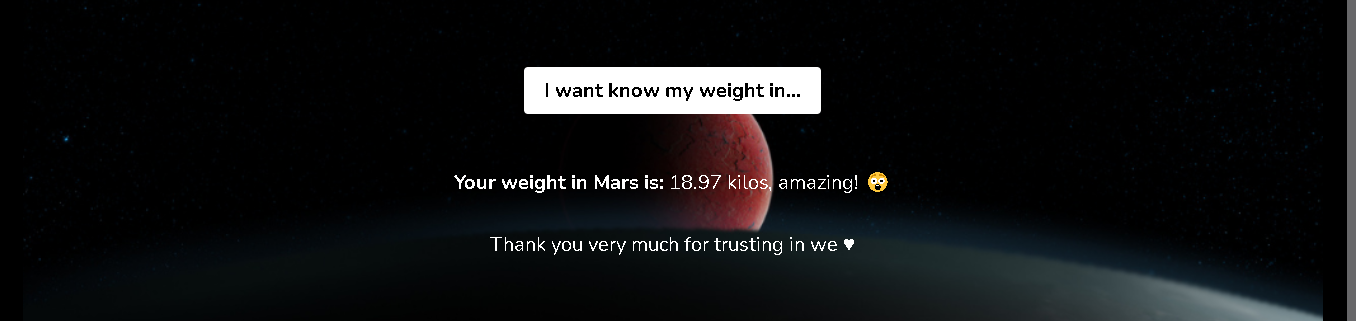 I want know my weight in...
Your weight in Mars is: 18.97 kilos, amazing! 😲
Thank you very much for trusting in we ♥